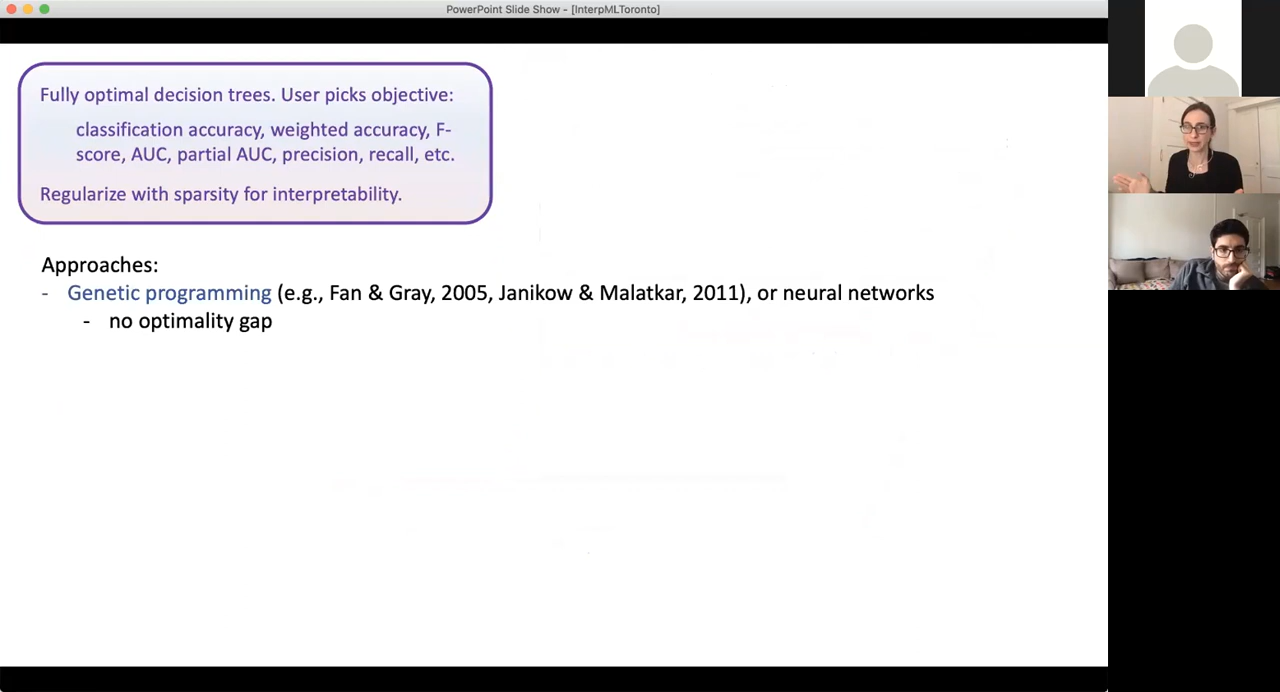 PowerPoint Slide Show - [InterpMLToronto]
Fully optimal decision trees. User picks objective:
classification accuracy, weighted accuracy, F-
score, AUC, partial AUC, precision, recall, etc.
Regularize with sparsity for interpretability.
Approaches:
- Genetic programming (e.g., Fan & Gray, 2005, Janikow & Malatkar, 2011), or neural networks
- no optimality gap